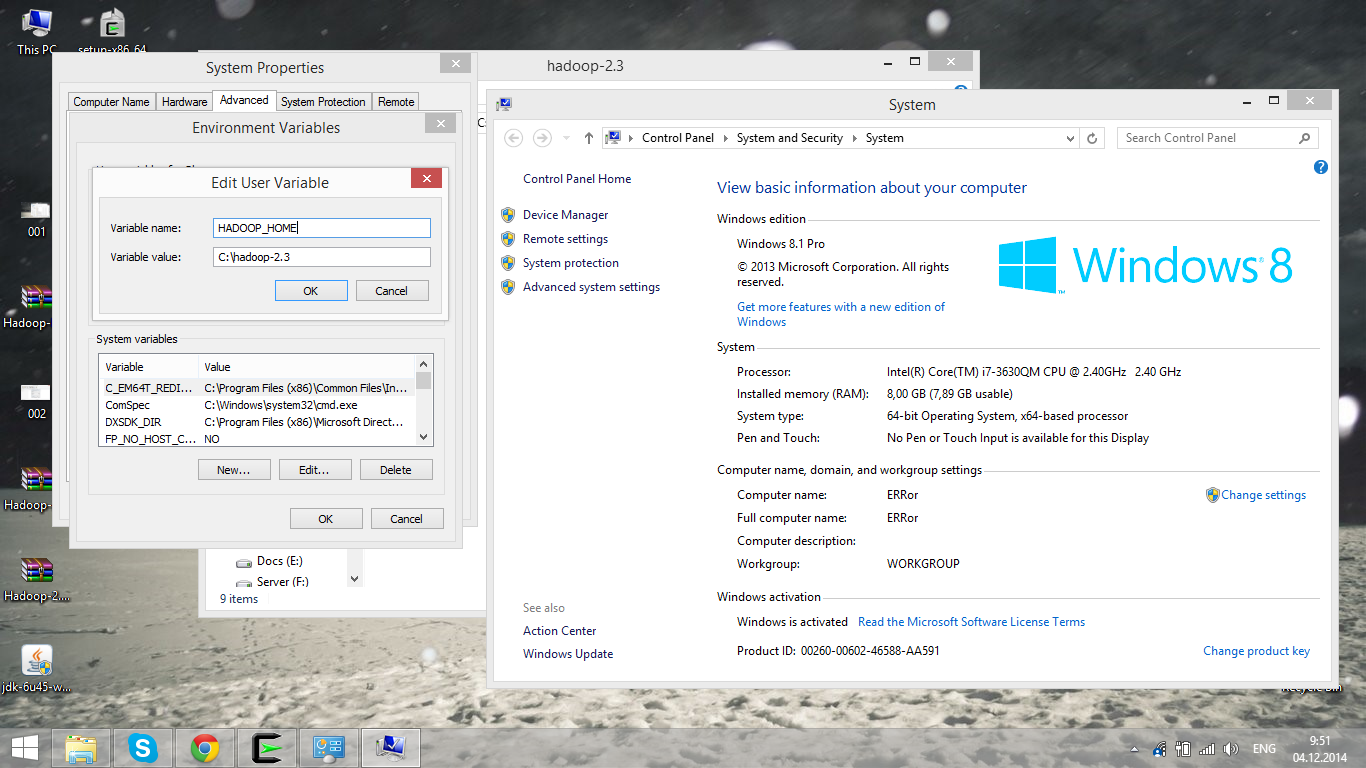 This PC
setup-x86_64
001
Hadoop-
002
Hadoop-
Hadoop-2....
jdk-6u45-w...
System Properties
Computer Name
Hardware
Advanced
System Protection
Remote
Environment Variables
Edit User Variable
Variable name:
HADOOP_HOME
Variable value:
C:\hadoop-2.3
OK
Cancel
System variables
Variable Value
C_EM64T_REDI... C:\Program Files (x86)\Common Files\In...
ComSpec C:\Windows\system32\cmd.exe
DXSDK_DIR C:\Program Files (x86)\Microsoft Direct...
FP_NO_HOST_C... NO
New...
Edit...
Delete
OK
Cancel
hadoop-2.3
C:
Docs (E:)
Server (F:)
9 items
System
Control Panel
System and Security
System
Search Control Panel
Control Panel Home
Device Manager
Remote settings
System protection
Advanced system settings
See also
Action Center
Windows Update
View basic information about your computer
Windows edition
Windows 8.1 Pro
© 2013 Microsoft Corporation. All rights
reserved.
Get more features with a new edition of
Windows
Windows® 8
System
Processor: Intel(R) Core(TM) i7-3630QM CPU @ 2.40GHz 2.40 GHz
Installed memory (RAM): 8,00 GB (7,89 GB usable)
System type: 64-bit Operating System, x64-based processor
Pen and Touch: No Pen or Touch Input is available for this Display
Computer name, domain, and workgroup settings
Computer name: ERRor
Change settings
Full computer name: ERRor
Computer description:
Workgroup: WORKGROUP
Windows activation
Windows is activated Read the Microsoft Software License Terms
Product ID: 00260-00602-46588-AA591
Change product key
Recycle Bin
ENG
9:51
04.12.2014